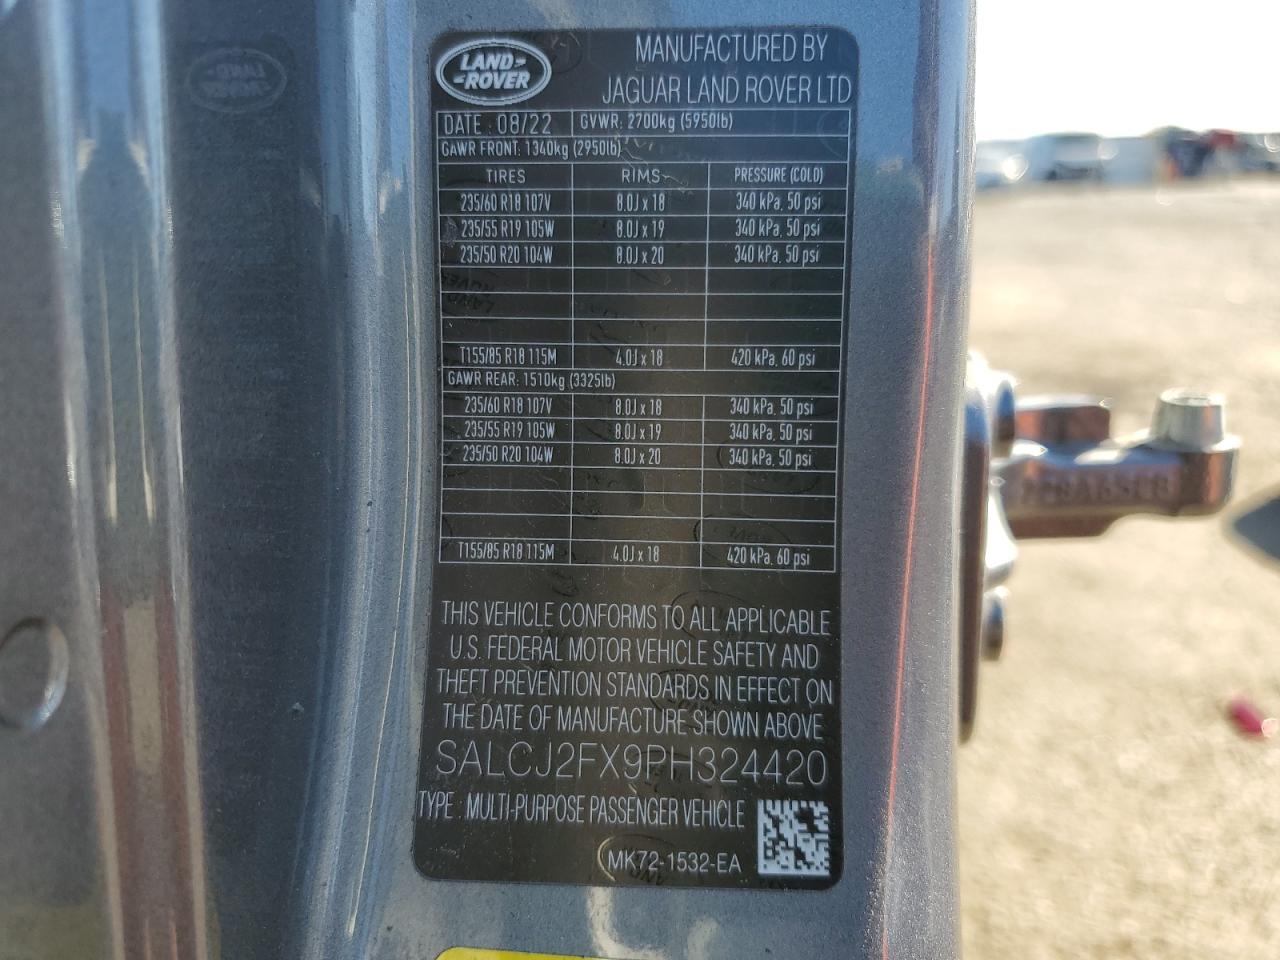 LAND-
-ROVER
MANUFACTURED BY
JAGUAR LAND ROVER LTD
DATE : 08/22 GVWR: 2700kg (5950lb)
GAWR FRONT: 1340kg (2950lb)
TIRES RIMS PRESSURE (COLD)
235/60 R18 107V 8.0J x 18 340 kPa, 50 psi
235/55 R19 105W 8.0J x 19 340 kPa, 50 psi
235/50 R20 104W 8.0J x 20 340 kPa, 50 psi
T155/85 R18 115M 4.0J x 18 420 kPa, 60 psi
GAWR REAR: 1510kg (3325lb)
235/60 R18 107V 8.0J x 18 340 kPa, 50 psi
235/55 R19 105W 8.0J x 19 340 kPa, 50 psi
235/50 R20 104W 8.0J x 20 340 kPa, 50 psi
T155/85 R18 115M 4.0J x 18 420 kPa, 60 psi
THIS VEHICLE CONFORMS TO ALL APPLICABLE
U.S. FEDERAL MOTOR VEHICLE SAFETY AND
THEFT PREVENTION STANDARDS IN EFFECT ON
THE DATE OF MANUFACTURE SHOWN ABOVE
SALCJ2FX9PH324420
TYPE : MULTI-PURPOSE PASSENGER VEHICLE
MK72-1532-EA